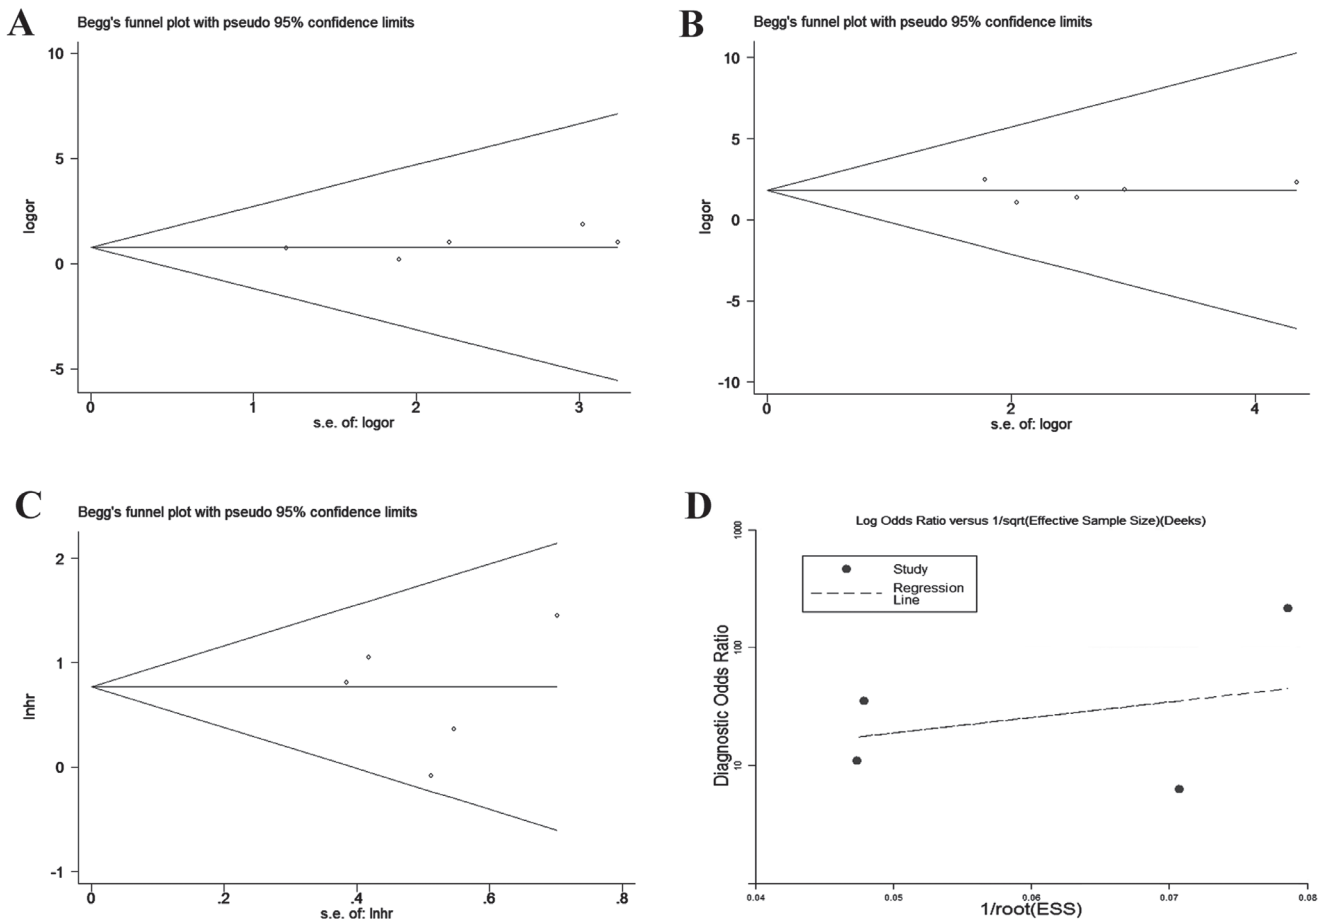 A
Begg's funnel plot with pseudo 95% confidence limits
10
5
0
-5
logor
0
1
2
3
s.e. of: logor
B
Begg's funnel plot with pseudo 95% confidence limits
10
5
0
-5
-10
logor
0
2
4
s.e. of: logor
C
Begg's funnel plot with pseudo 95% confidence limits
2
1
0
-1
lnhr
0
.2
.4
.6
.8
s.e. of: lnhr
D
Log Odds Ratio versus 1/sqrt(Effective Sample Size)(Deeks)
Study
Regression
Line
1000
100
10
Diagnostic Odds Ratio
0.04
0.05
0.06
0.07
0.08
1/root(ESS)